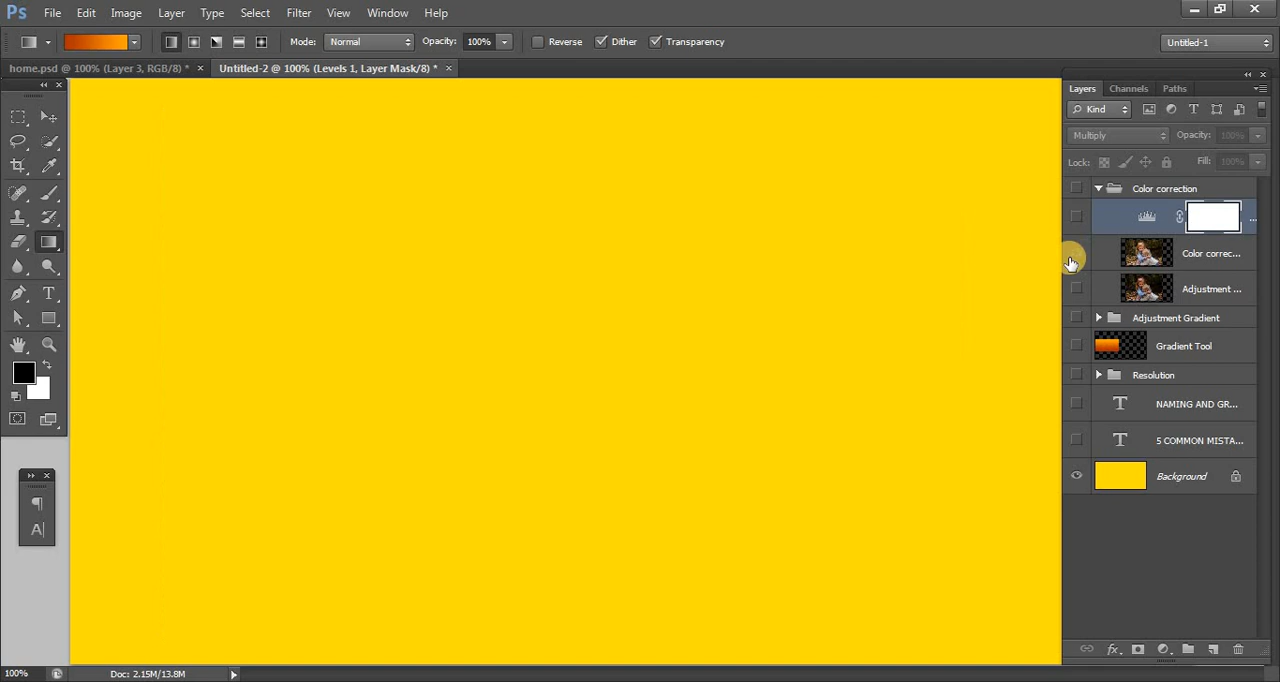 Ps File Edit Image Layer Type Select Filter View Window Help
Mode: Normal Opacity: 100% Reverse Dither Transparency Untitled-1
home.psd @ 100% (Layer 3, RGB/8) * × Untitled-2 @ 100% (Levels 1, Layer Mask/8) * ×
Layers Channels Paths
Kind
Multiply Opacity: 100%
Lock: Fill: 100%
Color correction
...
Color correc...
Adjustment ...
Adjustment Gradient
Gradient Tool
Resolution
NAMING AND GR...
5 COMMON MISTA...
Background
100% Doc: 2.15M/13.8M